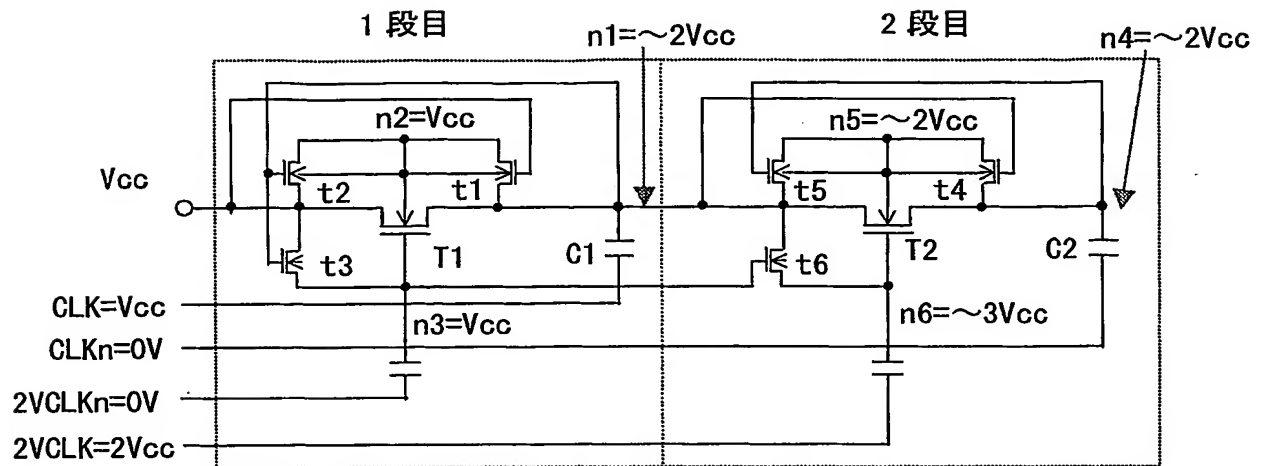 1 段目
n1=～2Vcc
2 段目
n4=～2Vcc
n2=Vcc
n5=～2Vcc
Vcc
t2
t1
t5
t4
t3
T1
C1
t6
T2
C2
CLK=Vcc
n3=Vcc
n6=～3Vcc
CLKn=0V
2VCLKn=0V
2VCLK=2Vcc